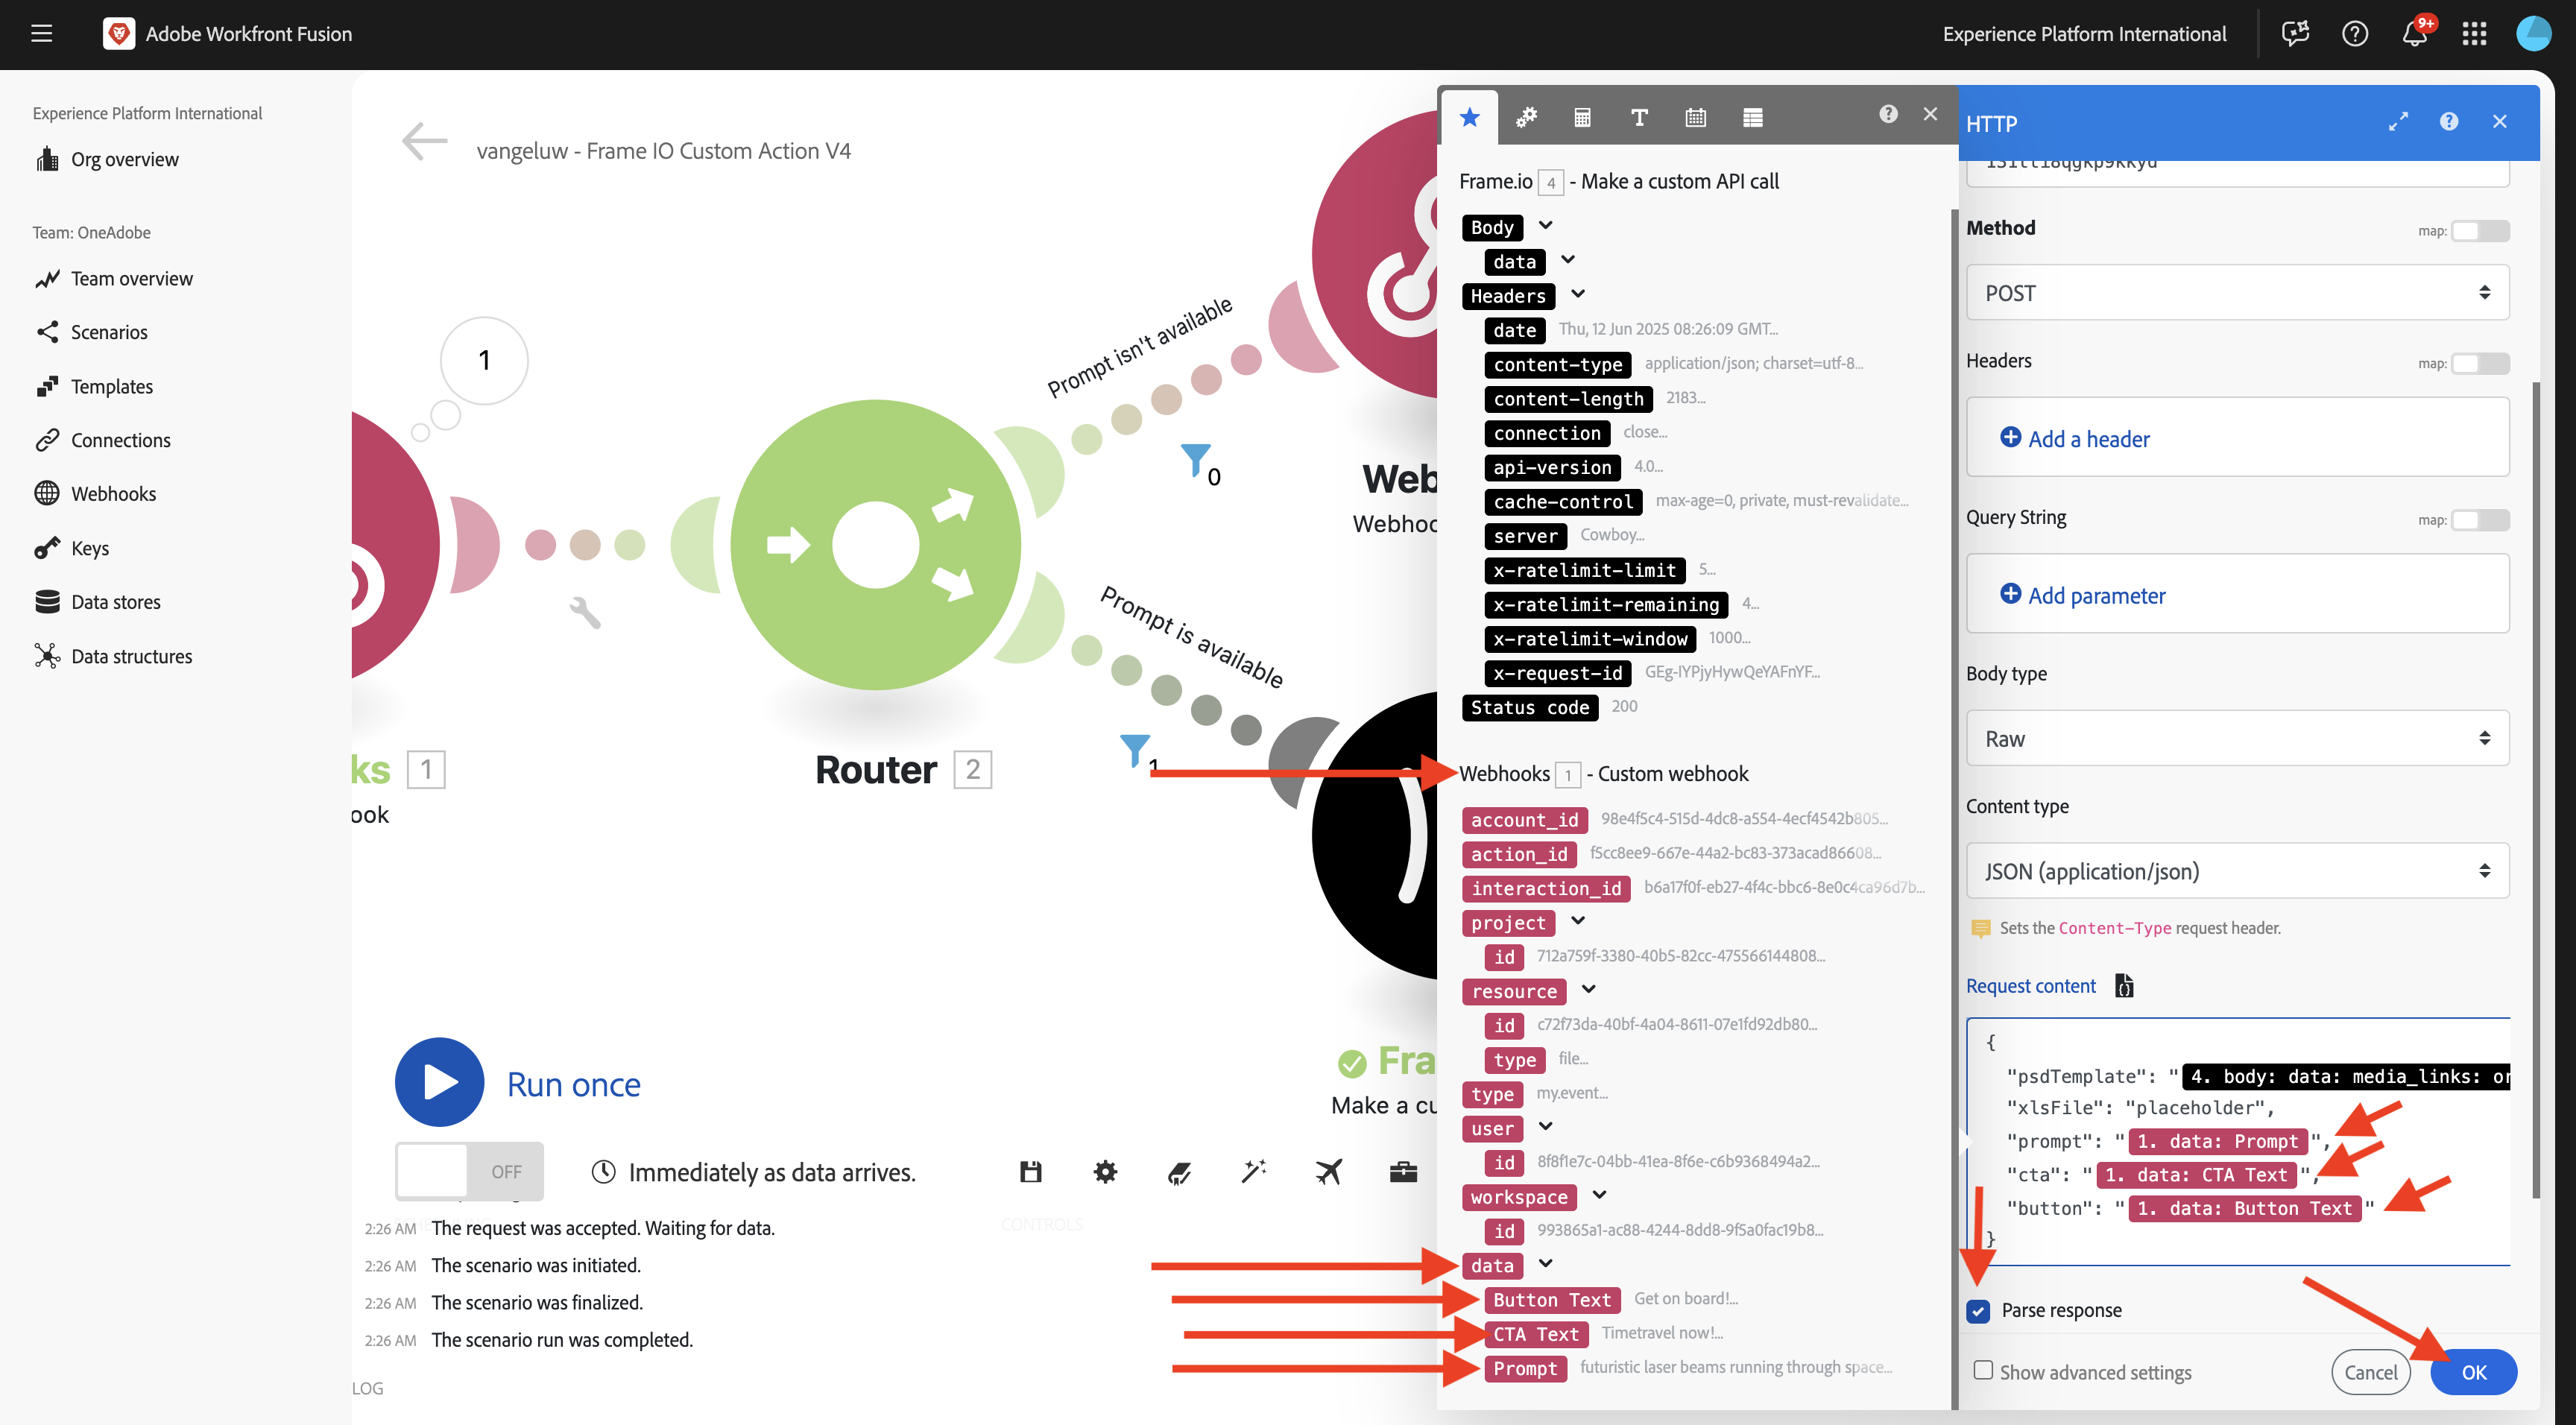 Adobe Workfront Fusion
Experience Platform International
9+
Experience Platform International
Org overview
Team: OneAdobe
Team overview
Scenarios
Templates
Connections
Webhooks
Keys
Data stores
Data structures
vangeluw - Frame IO Custom Action V4
1
Prompt isn't available
0
Prompt is available
1
ks 1
ook
Router 2
Web
Webhoo
Fra
Make a cu
Run once
OFF
Immediately as data arrives.
CONTROLS
2:26 AM The request was accepted. Waiting for data.
2:26 AM The scenario was initiated.
2:26 AM The scenario was finalized.
2:26 AM The scenario run was completed.
LOG
Frame.io 4 - Make a custom API call
Body
data
Headers
date Thu, 12 Jun 2025 08:26:09 GMT...
content-type application/json; charset=utf-8...
content-length 2183...
connection close...
api-version 4.0...
cache-control max-age=0, private, must-revalidate...
server Cowboy...
x-ratelimit-limit 5...
x-ratelimit-remaining 4...
x-ratelimit-window 1000...
x-request-id GEg-IYPjyHywQeYAFnYF...
Status code 200
Webhooks 1 - Custom webhook
account_id 98e4f5c4-515d-4dc8-a554-4ecf4542b805...
action_id f5cc8ee9-667e-44a2-bc83-373acad86608...
interaction_id b6a17f0f-eb27-4f4c-bbc6-8e0c4ca96d7b...
project
id 712a759f-3380-40b5-82cc-475566144808...
resource
id c72f73da-40bf-4a04-8611-07e1fd92db80...
type file...
type my.event...
user
id 8f8f1e7c-04bb-41ea-8f6e-c6b9368494a2...
workspace
id 993865a1-ac88-4244-8dd8-9f5a0fac19b8...
data
Button Text Get on board!...
CTA Text Timetravel now!...
Prompt futuristic laser beams running through space...
HTTP
Method
map:
POST
Headers
map:
Add a header
Query String
map:
Add parameter
Body type
Raw
Content type
JSON (application/json)
Sets the Content-Type request header.
Request content
{
"psdTemplate": " 4. body: data: media_links: or
"xlsFile": "placeholder",
"prompt": " 1. data: Prompt ",
"cta": " 1. data: CTA Text ",
"button": " 1. data: Button Text "
}
Parse response
Show advanced settings
Cancel
OK